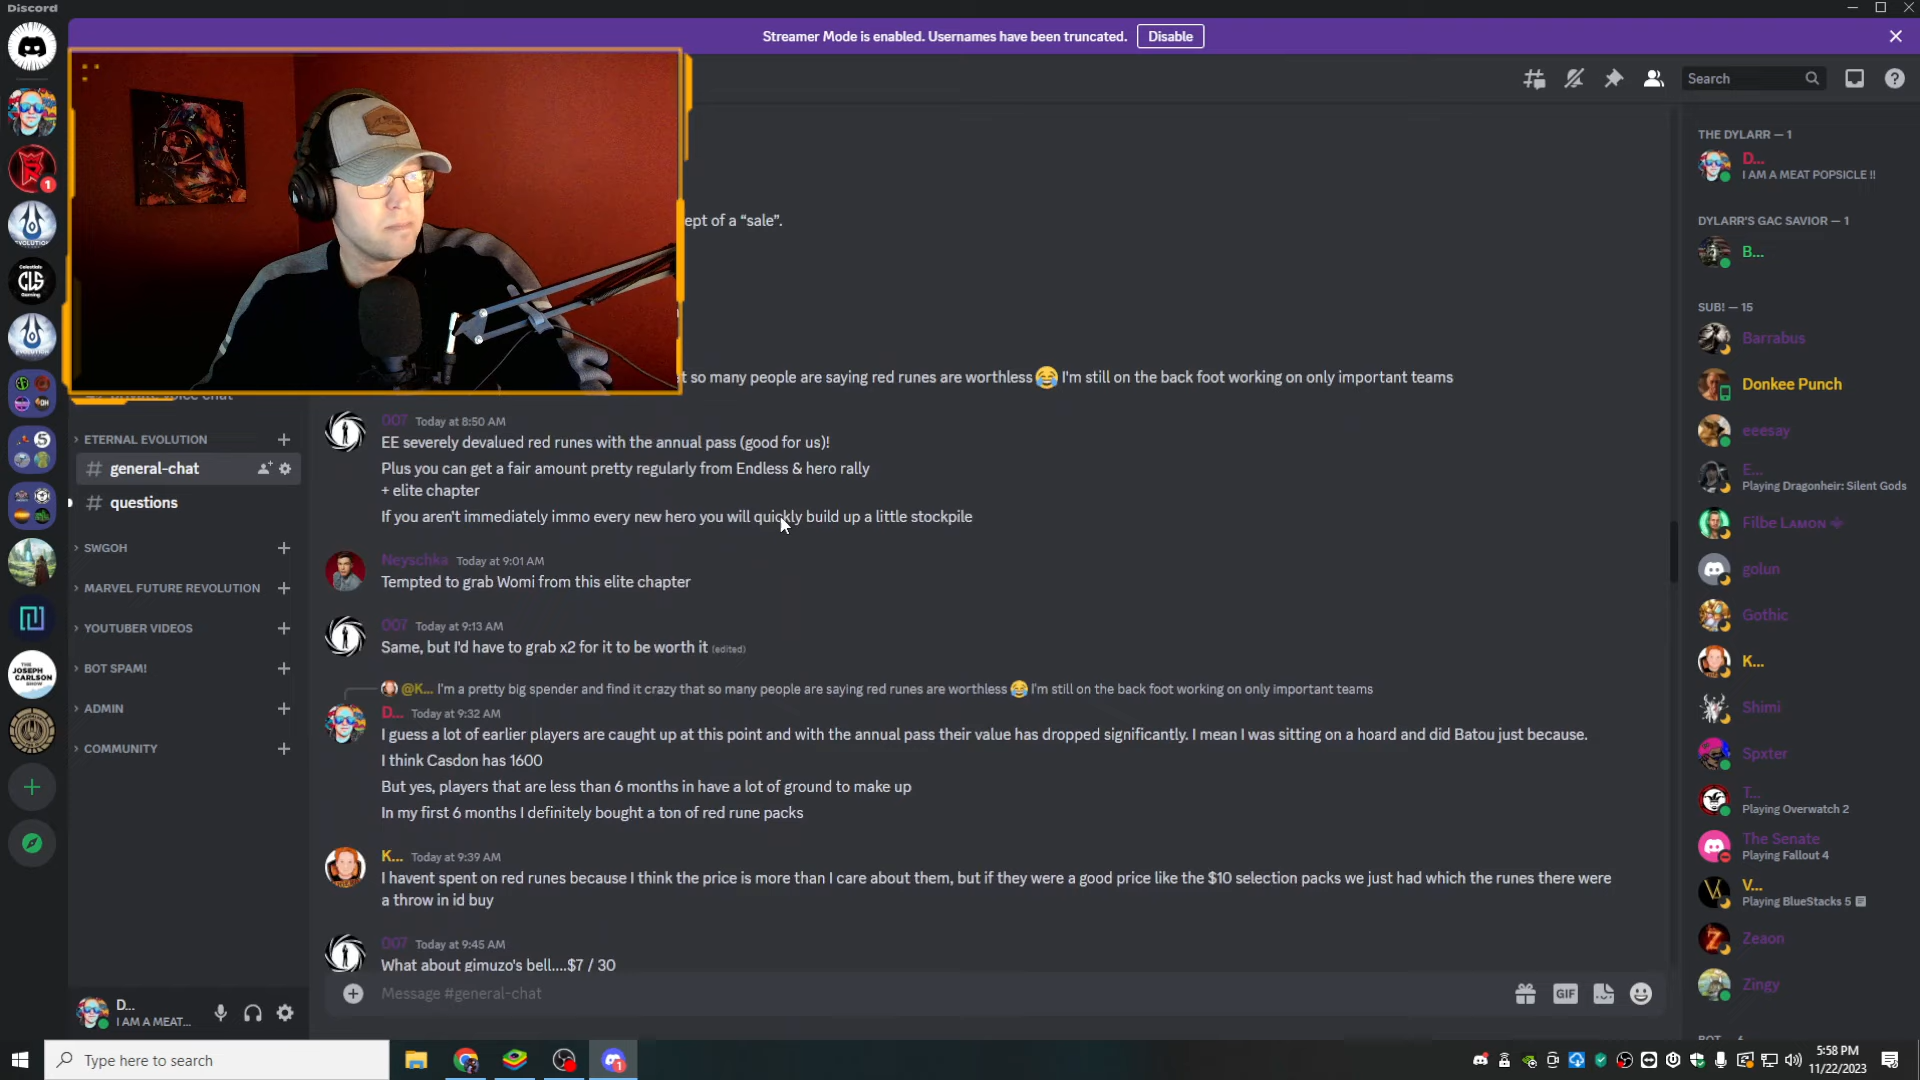 Discord
Streamer Mode is enabled. Usernames have been truncated.
Disable
Search
ept of a “sale”.
t so many people are saying red runes are worthless 😂 I'm still on the back foot working on only important teams
007 Today at 8:50 AM
EE severely devalued red runes with the annual pass (good for us)!
Plus you can get a fair amount pretty regularly from Endless & hero rally
+ elite chapter
If you aren't immediately immo every new hero you will quickly build up a little stockpile
Neyschka Today at 9:01 AM
Tempted to grab Womi from this elite chapter
007 Today at 9:13 AM
Same, but I'd have to grab x2 for it to be worth it (edited)
@K... I'm a pretty big spender and find it crazy that so many people are saying red runes are worthless 😂 I'm still on the back foot working on only important teams
D... Today at 9:32 AM
I guess a lot of earlier players are caught up at this point and with the annual pass their value has dropped significantly. I mean I was sitting on a hoard and did Batou just because.
I think Casdon has 1600
But yes, players that are less than 6 months in have a lot of ground to make up
In my first 6 months I definitely bought a ton of red rune packs
K... Today at 9:39 AM
I havent spent on red runes because I think the price is more than I care about them, but if they were a good price like the $10 selection packs we just had which the runes there were
a throw in id buy
007 Today at 9:45 AM
What about gimuzo's bell....$7 / 30
Message #general-chat
GIF
ETERNAL EVOLUTION
general-chat
questions
SWGOH
MARVEL FUTURE REVOLUTION
YOUTUBER VIDEOS
BOT SPAM!
ADMIN
COMMUNITY
D...
I AM A MEAT...
EVOLUTION
Celestials
CLS
Gaming
EVOLUTION
THE
JOSEPH
CARLSON
SHOW
1
THE DYLARR — 1
D...
I AM A MEAT POPSICLE !!
DYLARR'S GAC SAVIOR — 1
B...
SUB! — 15
Barrabus
Donkee Punch
eeesay
E...
Playing Dragonheir: Silent Gods
Filbe LAMON
golun
Gothic
K...
Shimi
Spxter
T...
Playing Overwatch 2
The Senate
Playing Fallout 4
V...
Playing BlueStacks 5
Zeaon
Zingy
Type here to search
1
5:58 PM
11/22/2023